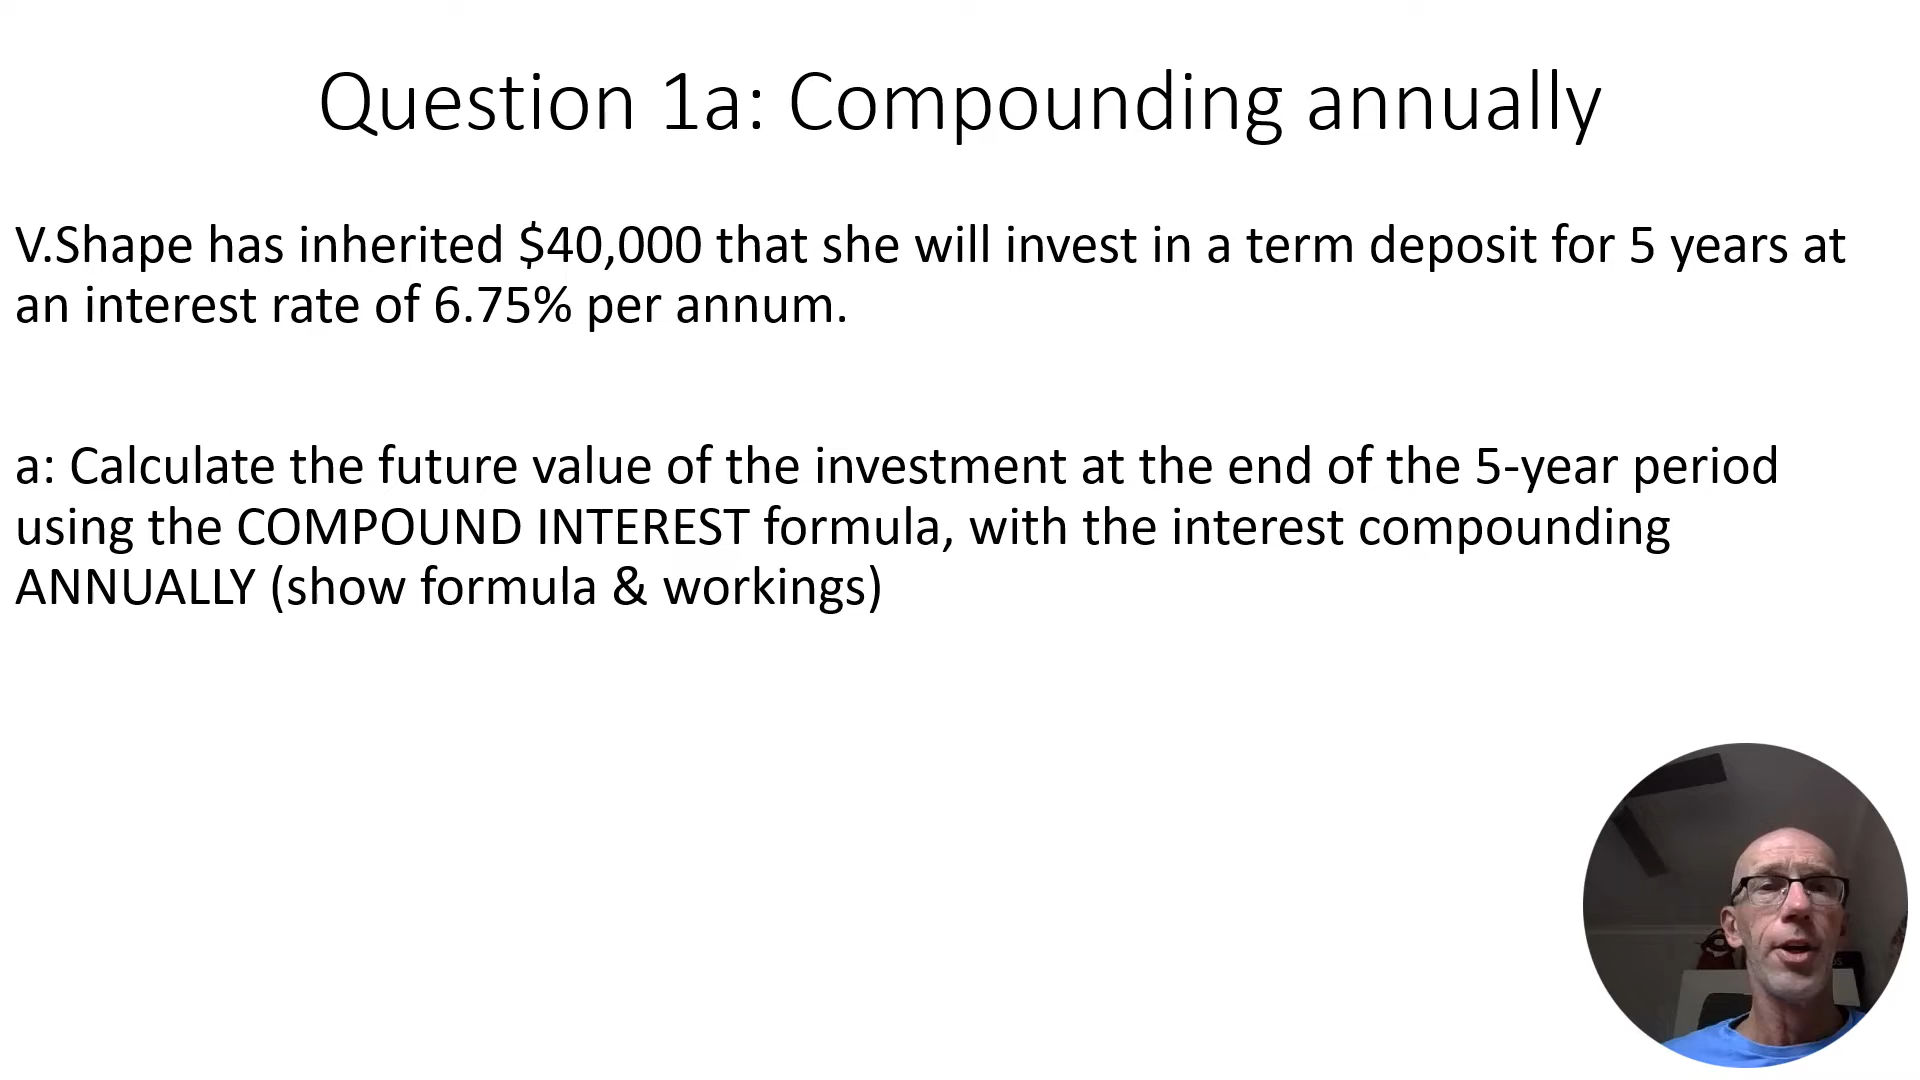 Question 1a: Compounding annually
V.Shape has inherited $40,000 that she will invest in a term deposit for 5 years at
an interest rate of 6.75% per annum.
a: Calculate the future value of the investment at the end of the 5-year period
using the COMPOUND INTEREST formula, with the interest compounding
ANNUALLY (show formula & workings)